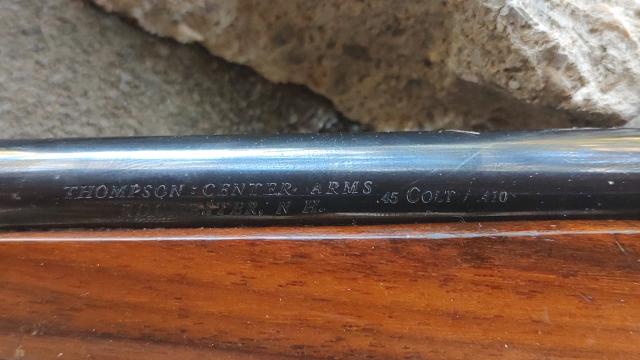 THOMPSON CENTER ARMS .45 COLT / .410
N H.